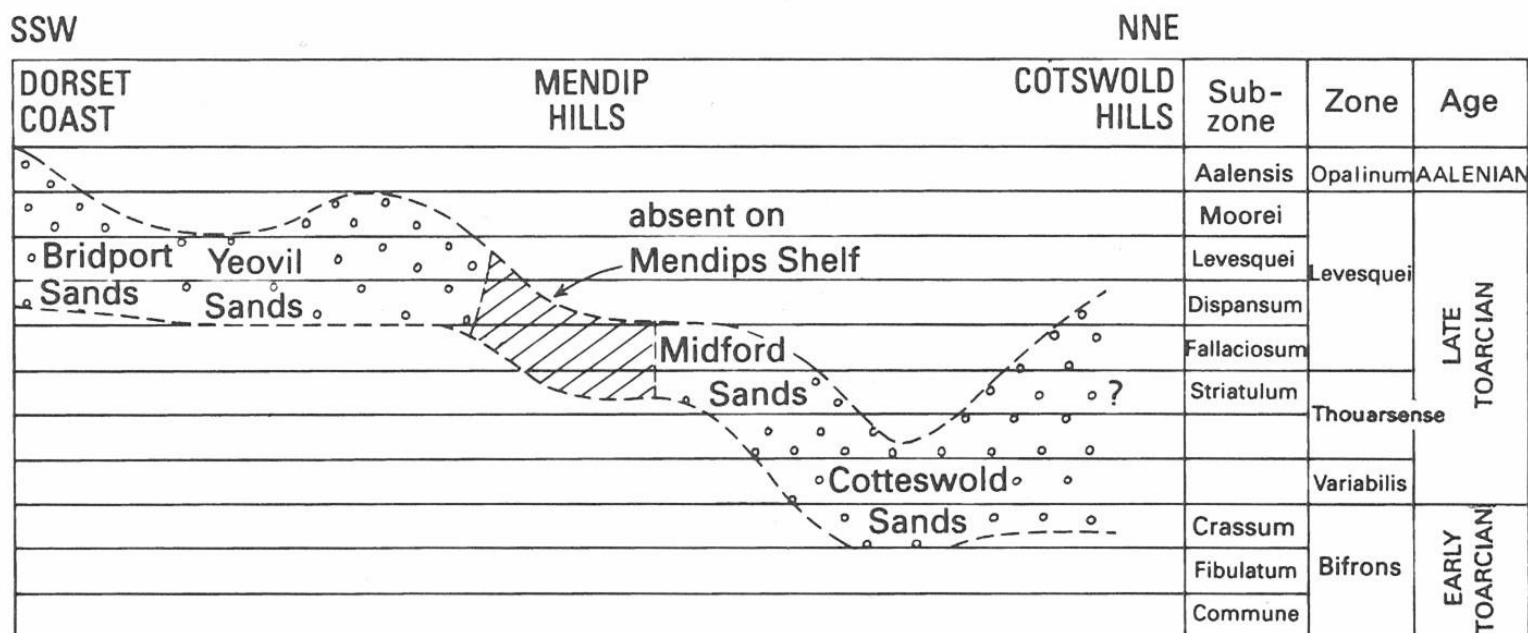 SSW
NNE
DORSET
COAST
MENDIP
HILLS
COTSWOLD
HILLS
Sub-
zone
Zone
Age
Aalensis
Opalinum
AALENIAN
absent on
Moorei
Bridport
Yeovil
Mendips Shelf
Levesquei
Levesquei
Sands
Sands
Dispansum
Midford
Fallaciosum
LATE
TOARCIAN
Sands
?
Striatulum
Thouarsense
Cotteswold
Variabilis
Sands
Crassum
Fibulatum
Bifrons
EARLY
TOARCIAN
Commune